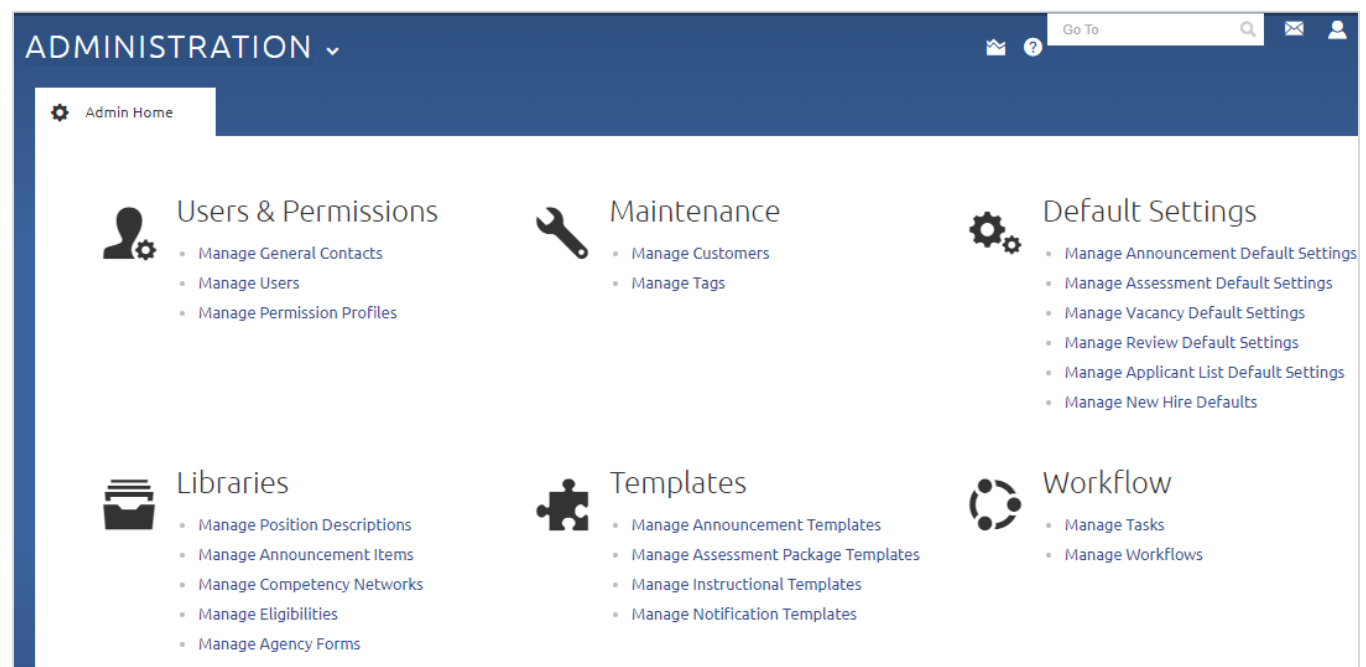 ADMINISTRATION
Go To
Admin Home
Users & Permissions
Manage General Contacts
Manage Users
Manage Permission Profiles
Maintenance
Manage Customers
Manage Tags
Default Settings
Manage Announcement Default Settings
Manage Assessment Default Settings
Manage Vacancy Default Settings
Manage Review Default Settings
Manage Applicant List Default Settings
Manage New Hire Defaults
Libraries
Manage Position Descriptions
Manage Announcement Items
Manage Competency Networks
Manage Eligibilities
Manage Agency Forms
Templates
Manage Announcement Templates
Manage Assessment Package Templates
Manage Instructional Templates
Manage Notification Templates
Workflow
Manage Tasks
Manage Workflows